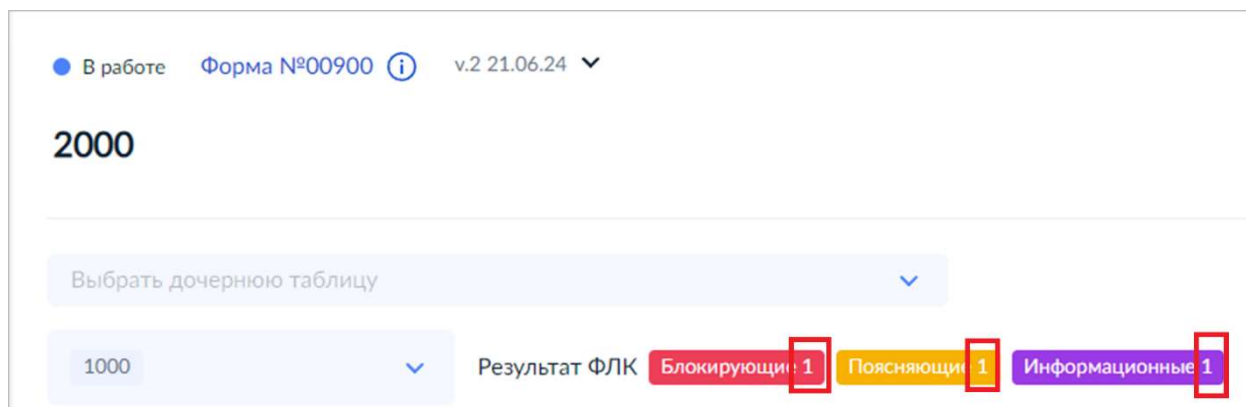 В работе Форма №00900 v.2 21.06.24
2000
Выбрать дочернюю таблицу
1000 Результат ФЛК Блокирующие 1 Поясняющие 1 Информационные 1